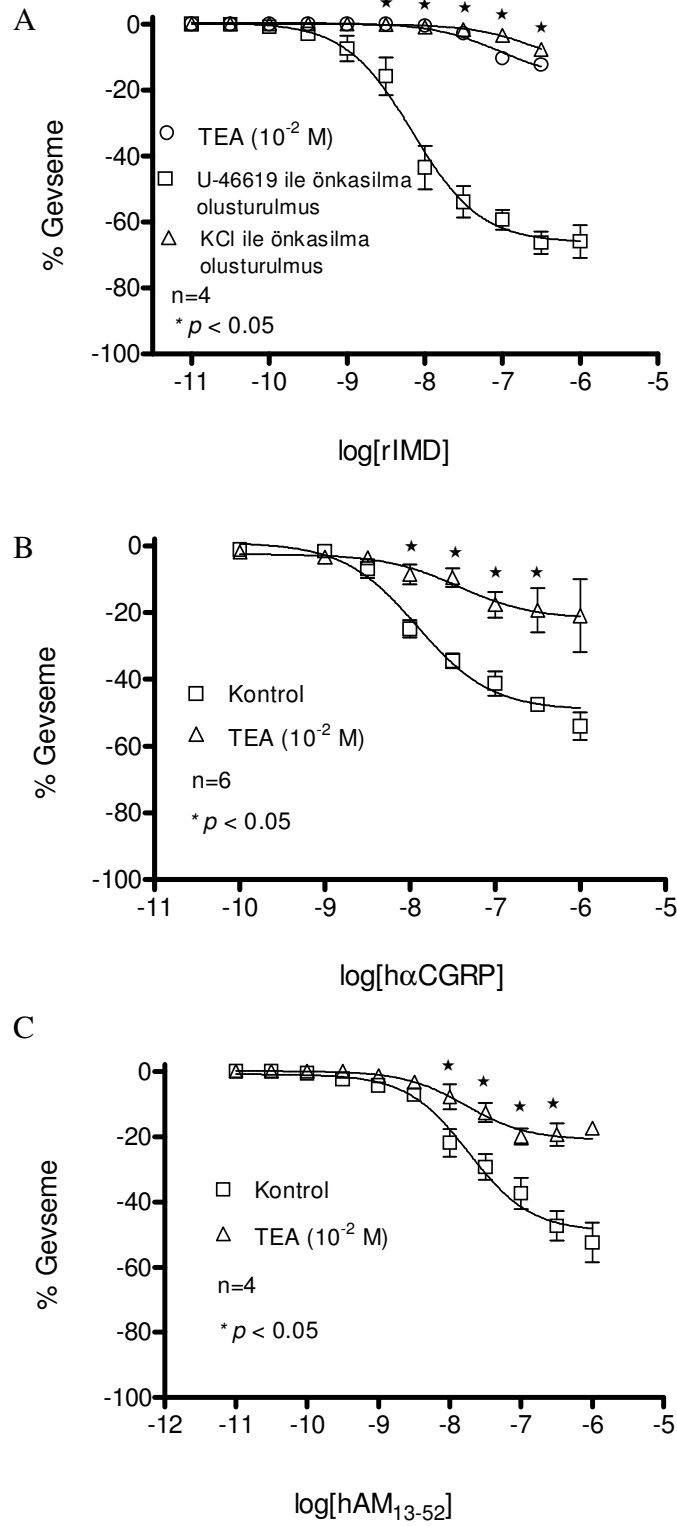 A
0
-20
-40
-60
-80
-100
% Gevseme
TEA (10⁻² M)
U-46619 ile önkasilma
olusturulmus
KCl ile önkasilma
olusturulmus
n=4
* p < 0.05
★ ★ ★ ★ ★
-11 -10 -9 -8 -7 -6 -5
log[rIMD]
B
0
-20
-40
-60
-80
-100
% Gevseme
★ ★ ★ ★
Kontrol
TEA (10⁻² M)
n=6
* p < 0.05
-11 -10 -9 -8 -7 -6 -5
log[hαCGRP]
C
0
-20
-40
-60
-80
-100
% Gevseme
★ ★ ★ ★
Kontrol
TEA (10⁻² M)
n=4
* p < 0.05
-12 -11 -10 -9 -8 -7 -6 -5
log[hAM₁₃₋₅₂]